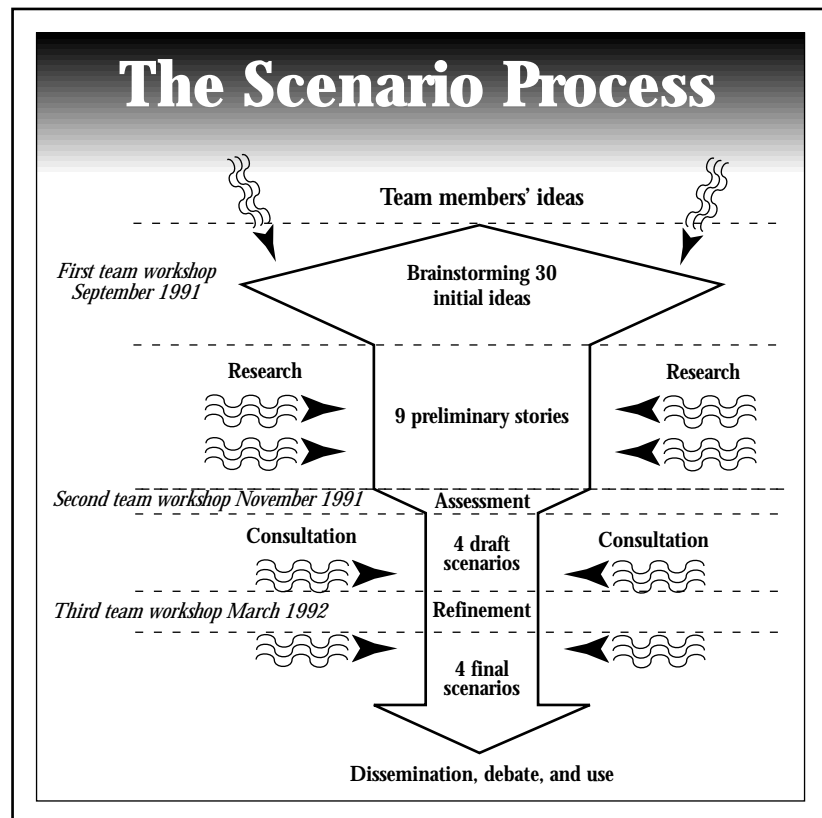 The Scenario Process
Team members’ ideas
First team workshop
September 1991
Brainstorming 30
initial ideas
Research
Research
9 preliminary stories
Second team workshop November 1991
Assessment
Consultation
4 draft
scenarios
Consultation
Third team workshop March 1992
Refinement
4 final
scenarios
Dissemination, debate, and use